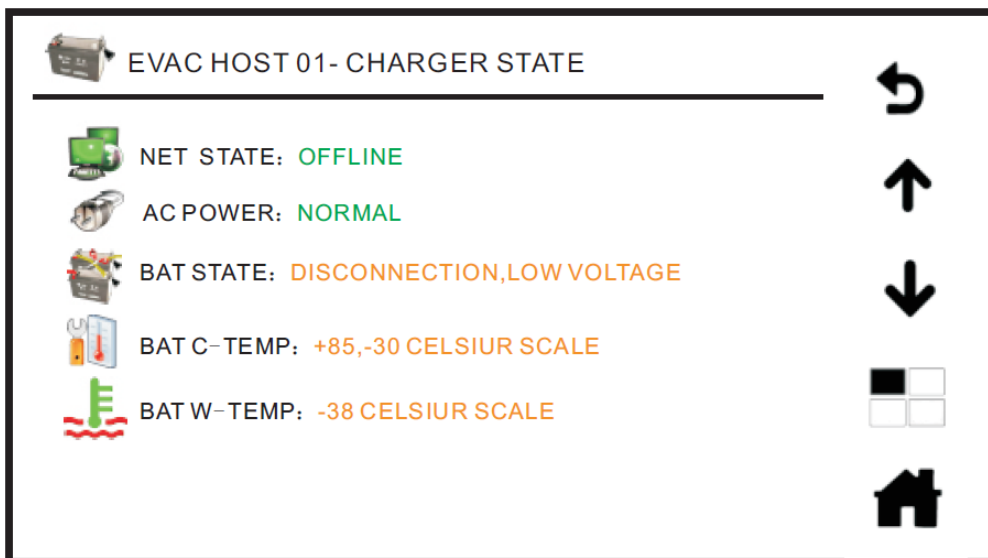 EVAC HOST 01- CHARGER STATE
NET STATE: OFFLINE
AC POWER: NORMAL
BAT STATE: DISCONNECTION,LOW VOLTAGE
BAT C-TEMP: +85,-30 CELSIUR SCALE
BAT W-TEMP: -38 CELSIUR SCALE